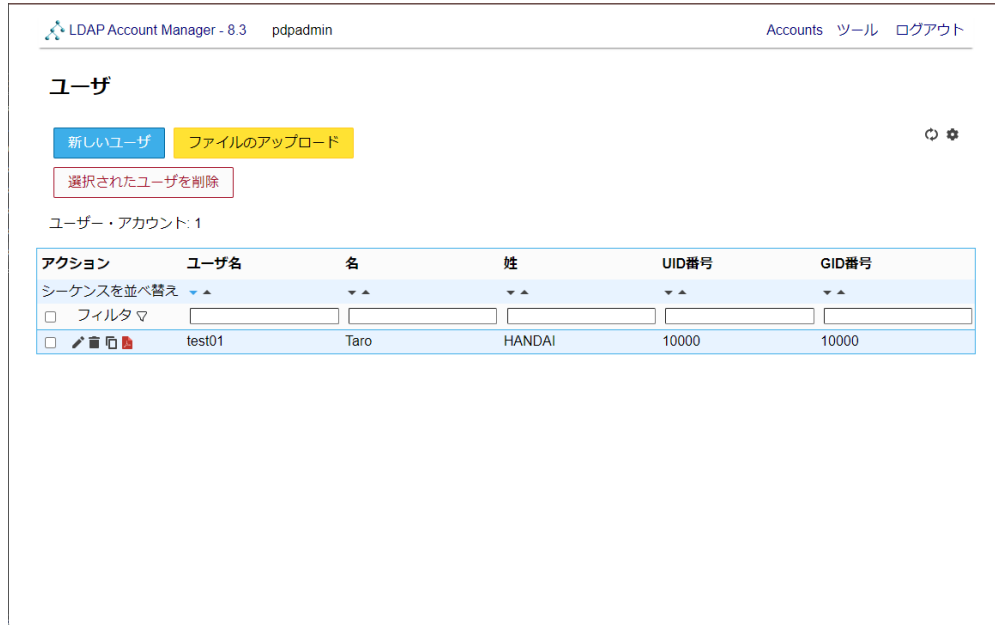 LDAP Account Manager - 8.3 pdpadmin Accounts ツール ログアウト
ユーザ
新しいユーザ ファイルのアップロード
選択されたユーザを削除
ユーザー・アカウント: 1
アクション ユーザ名 名 姓 UID番号 GID番号
シーケンスを並べ替え
フィルタ
test01 Taro HANDAI 10000 10000